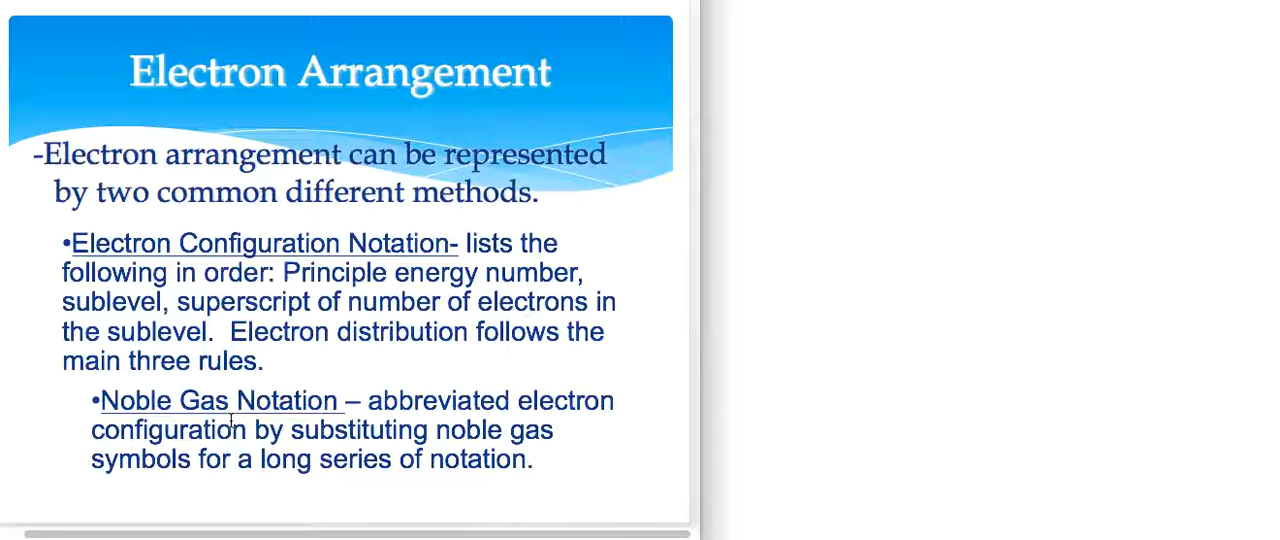 Electron Arrangement
-Electron arrangement can be represented
by two common different methods.
•Electron Configuration Notation- lists the
following in order: Principle energy number,
sublevel, superscript of number of electrons in
the sublevel.  Electron distribution follows the
main three rules.
•Noble Gas Notation – abbreviated electron
configuration by substituting noble gas
symbols for a long series of notation.